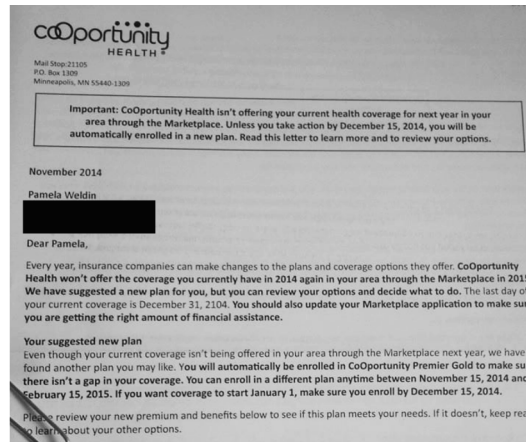 coOportunity
HEALTH
Mail Stop:21105
P.O. Box 1309
Minneapolis, MN 55440-1309
Important: CoOportunity Health isn't offering your current health coverage for next year in your
area through the Marketplace. Unless you take action by December 15, 2014, you will be
automatically enrolled in a new plan. Read this letter to learn more and to review your options.
November 2014
Pamela Weldin
Dear Pamela,
Every year, insurance companies can make changes to the plans and coverage options they offer. CoOportunity
Health won't offer the coverage you currently have in 2014 again in your area through the Marketplace in 201
We have suggested a new plan for you, but you can review your options and decide what to do. The last day of
your current coverage is December 31, 2104. You should also update your Marketplace application to make sur
you are getting the right amount of financial assistance.
Your suggested new plan
Even though your current coverage isn't being offered in your area through the Marketplace next year, we have
found another plan you may like. You will automatically be enrolled in CoOportunity Premier Gold to make su
there isn't a gap in your coverage. You can enroll in a different plan anytime between November 15, 2014 and
February 15, 2015. If you want coverage to start January 1, make sure you enroll by December 15, 2014.
Please review your new premium and benefits below to see if this plan meets your needs. If it doesn't, keep rea
to learn about your other options.